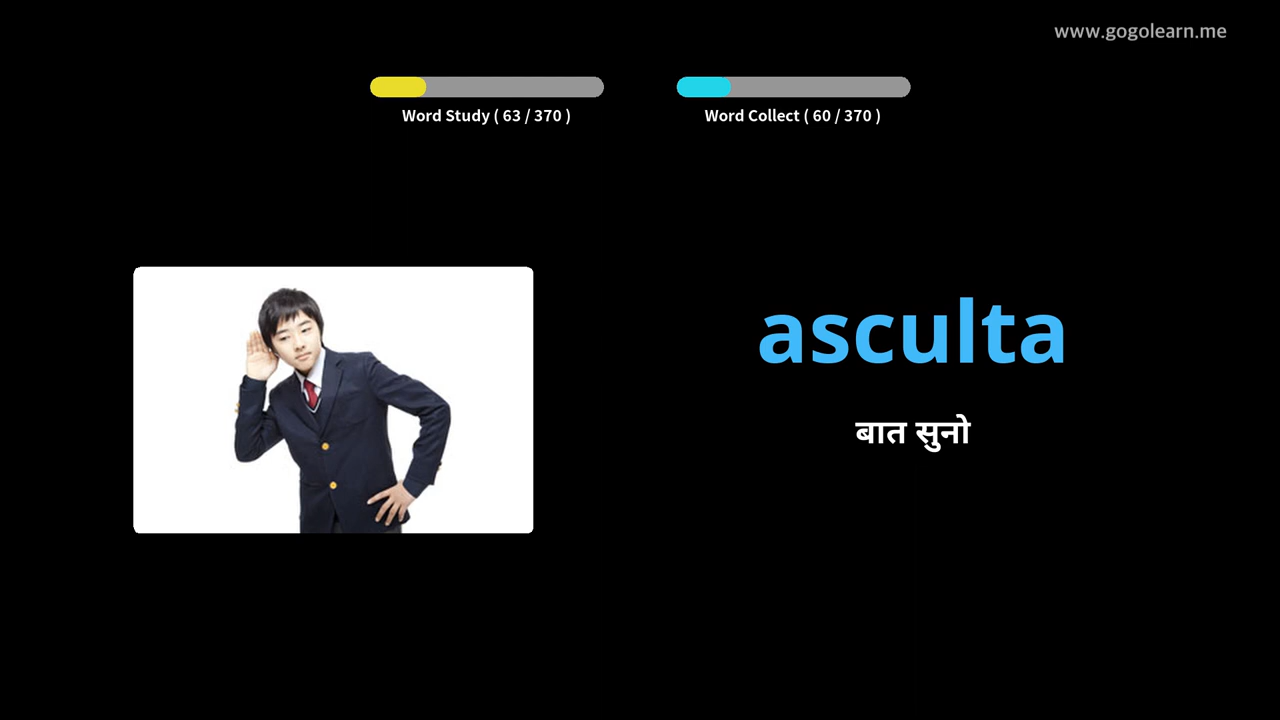 www.gogolearn.me
Word Study ( 63 / 370 )
Word Collect ( 60 / 370 )
asculta
बात सुनो